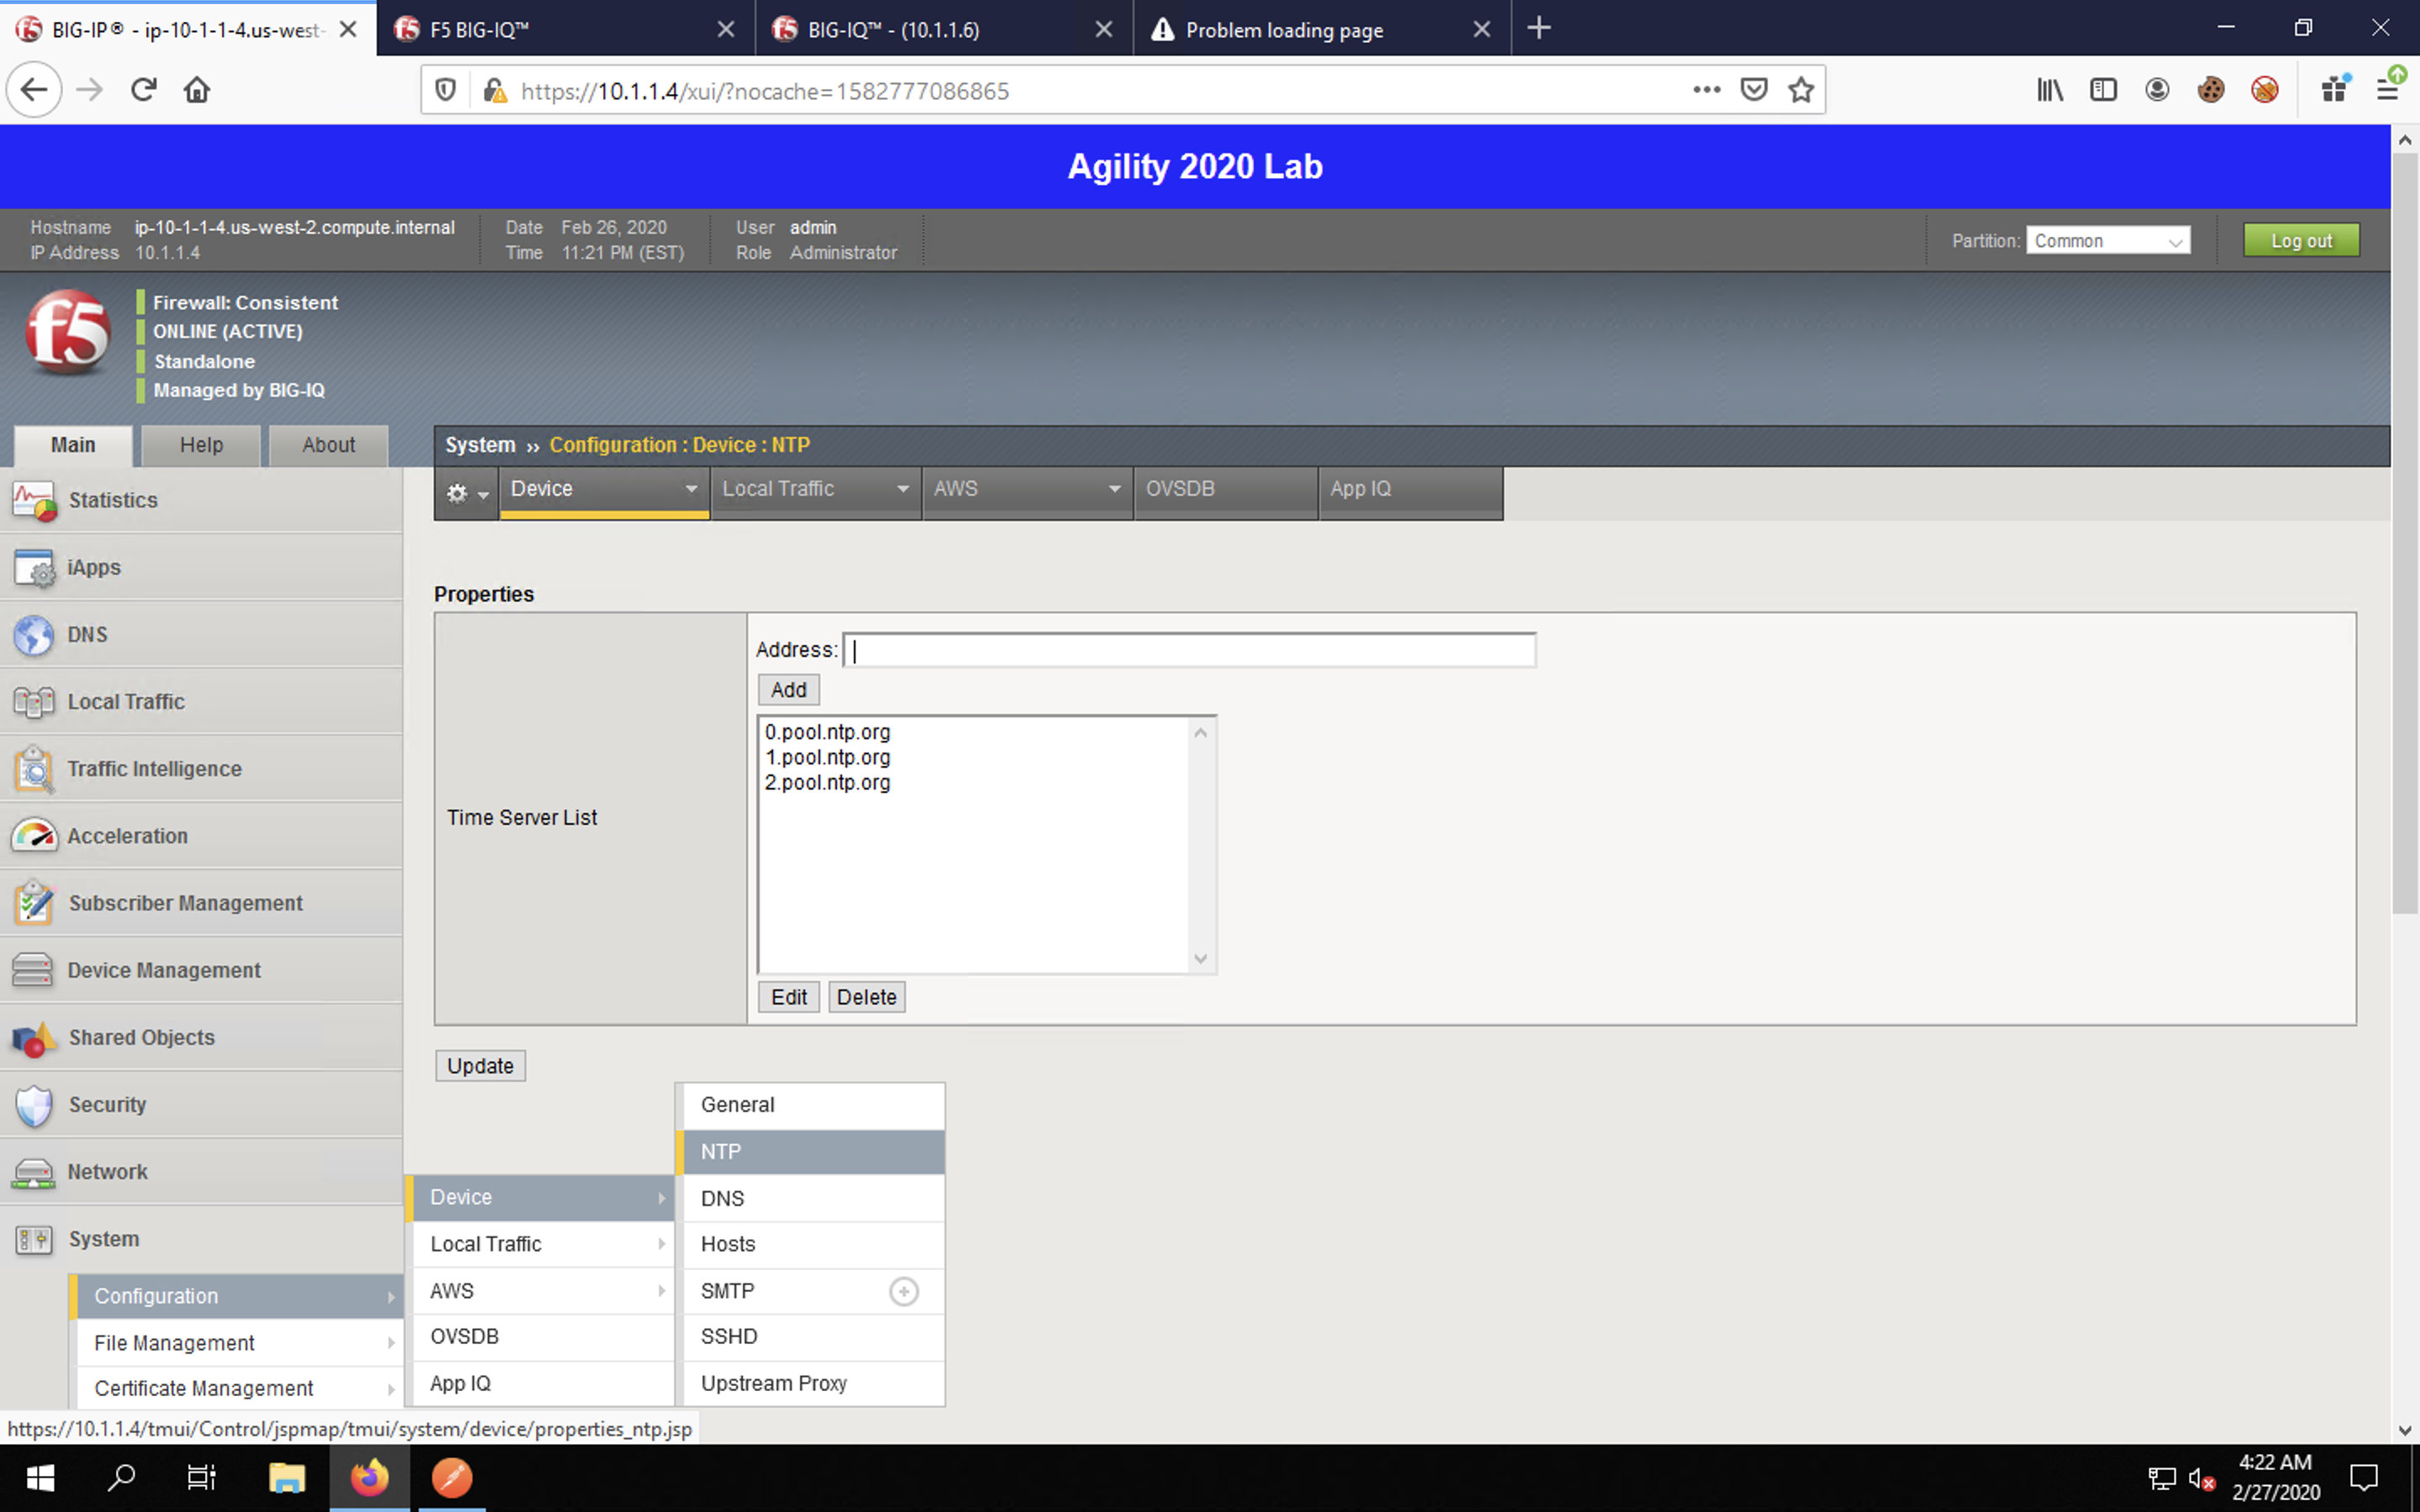 BIG-IP® - ip-10-1-1-4.us-west-
F5 BIG-IQ™
BIG-IQ™ - (10.1.1.6)
Problem loading page
https://10.1.1.4/xui/?nocache=1582777086865
Agility 2020 Lab
Hostname ip-10-1-1-4.us-west-2.compute.internal
IP Address 10.1.1.4
Date Feb 26, 2020
Time 11:21 PM (EST)
User admin
Role Administrator
Partition: Common
Log out
f5
Firewall: Consistent
ONLINE (ACTIVE)
Standalone
Managed by BIG-IQ
Main Help About
System ›› Configuration : Device : NTP
Device Local Traffic AWS OVSDB App IQ
Statistics
iApps
DNS
Local Traffic
Traffic Intelligence
Acceleration
Subscriber Management
Device Management
Shared Objects
Security
Network
System
Configuration
File Management
Certificate Management
Properties
Time Server List
Address:
Add
0.pool.ntp.org
1.pool.ntp.org
2.pool.ntp.org
Edit Delete
Update
Device
Local Traffic
AWS
OVSDB
App IQ
General
NTP
DNS
Hosts
SMTP
SSHD
Upstream Proxy
https://10.1.1.4/tmui/Control/jspmap/tmui/system/device/properties_ntp.jsp
4:22 AM
2/27/2020